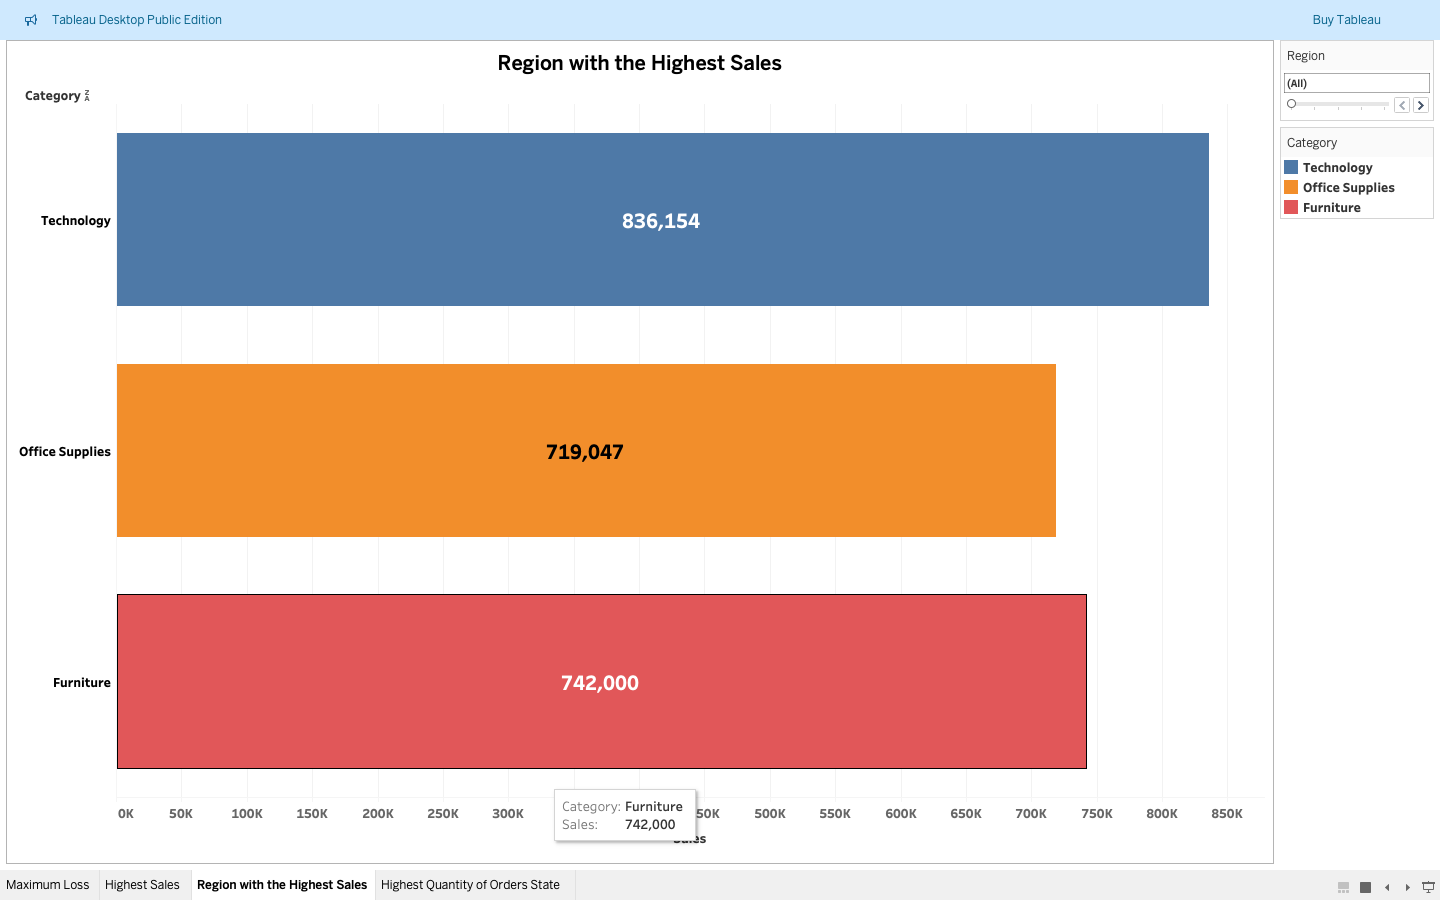 Tableau Desktop Public Edition
Buy Tableau
Region with the Highest Sales
Category
Technology
836,154
Office Supplies
719,047
Furniture
742,000
0K 50K 100K 150K 200K 250K 300K 50K 500K 550K 600K 650K 700K 750K 800K 850K
Category: Furniture
Sales: 742,000
Sales
Region
(All)
Category
Technology
Office Supplies
Furniture
Maximum Loss Highest Sales Region with the Highest Sales Highest Quantity of Orders State